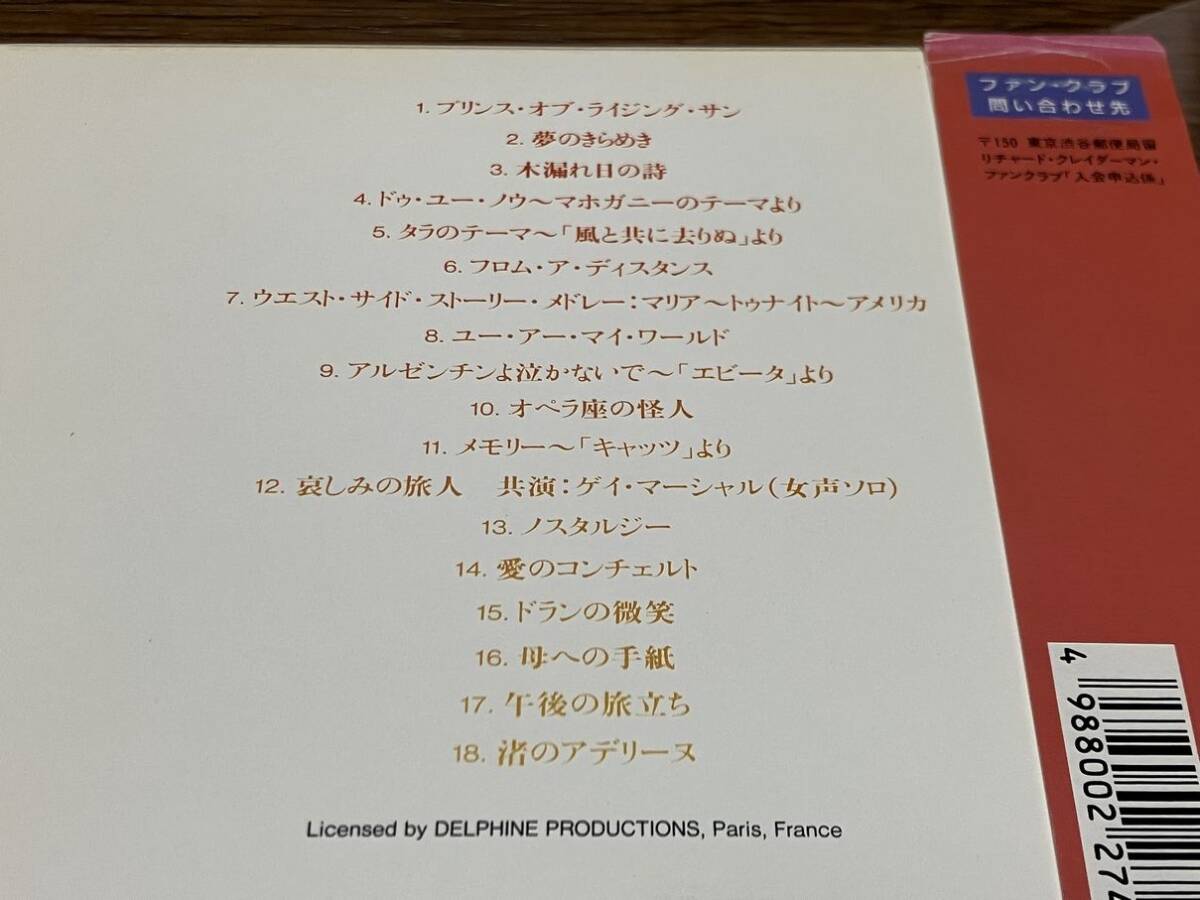 1. プリンス・オブ・ライジング・サン
2. 夢のきらめき
3. 木漏れ日の詩
4. ドゥ・ユー・ノウ〜マホガニーのテーマより
5. タラのテーマ〜「風と共に去りぬ」より
6. フロム・ア・ディスタンス
7. ウエスト・サイド・ストーリー・メドレー：マリア〜トゥナイト〜アメリカ
8. ユー・アー・マイ・ワールド
9. アルゼンチンよ泣かないで〜「エビータ」より
10. オペラ座の怪人
11. メモリー〜「キャッツ」より
12. 哀しみの旅人　共演：ゲイ・マーシャル（女声ソロ）
13. ノスタルジー
14. 愛のコンチェルト
15. ドランの微笑
16. 母への手紙
17. 午後の旅立ち
18. 渚のアデリーヌ
Licensed by DELPHINE PRODUCTIONS, Paris, France
ファン・クラブ
問い合わせ先
〒150 東京渋谷郵便局留
リチャード・クレイダーマン・
ファンクラブ「入会申込係」
4 988002 27